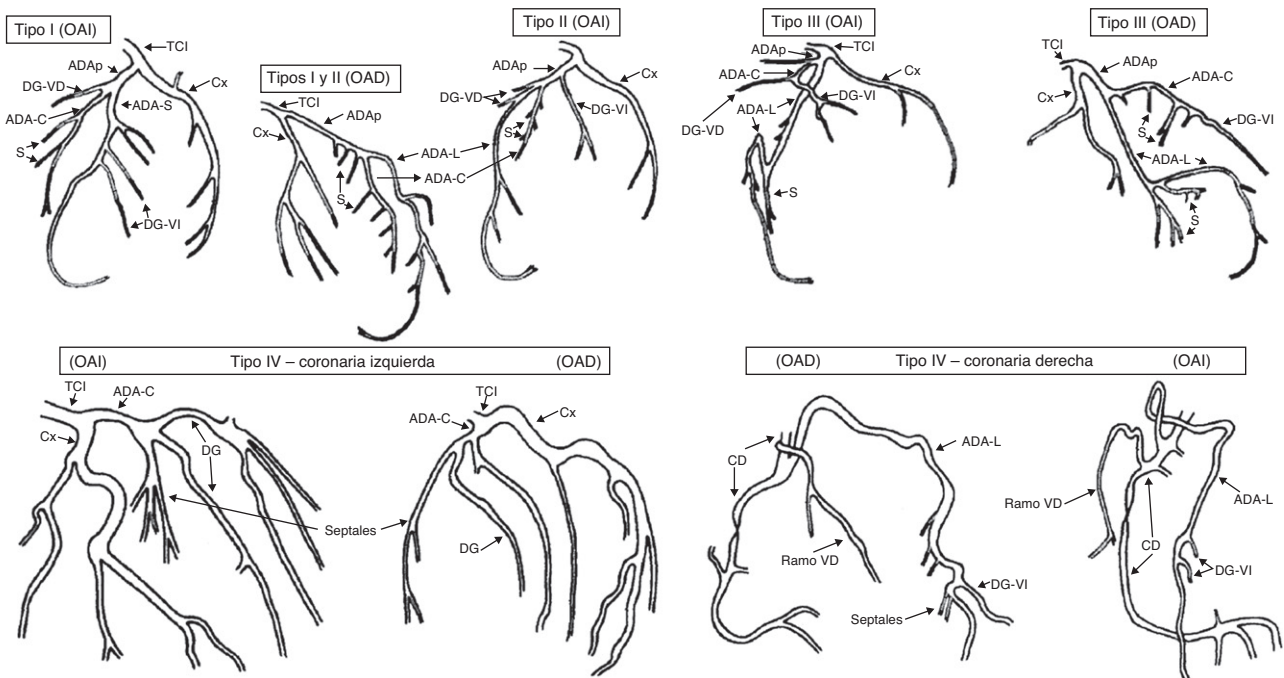 Tipo I (OAI)
TCI
ADAp
DG-VD
ADA-C
S
ADA-S
Cx
DG-VI
Tipos I y II (OAD)
TCI
Cx
ADAp
ADA-L
ADA-C
S
Tipo II (OAI)
ADAp
DG-VD
S
Cx
DG-VI
Tipo III (OAI)
ADAp
TCI
ADA-C
Cx
DG-VI
ADA-L
DG-VD
S
Tipo III (OAD)
TCI
ADAp
ADA-C
Cx
S
DG-VI
ADA-L
S
(OAI) Tipo IV – coronaria izquierda (OAD)
TCI
ADA-C
Cx
DG
Septales
TCI
ADA-C
Cx
DG
(OAD) Tipo IV – coronaria derecha (OAI)
CD
ADA-L
Ramo VD
DG-VI
Septales
Ramo VD
ADA-L
CD
DG-VI